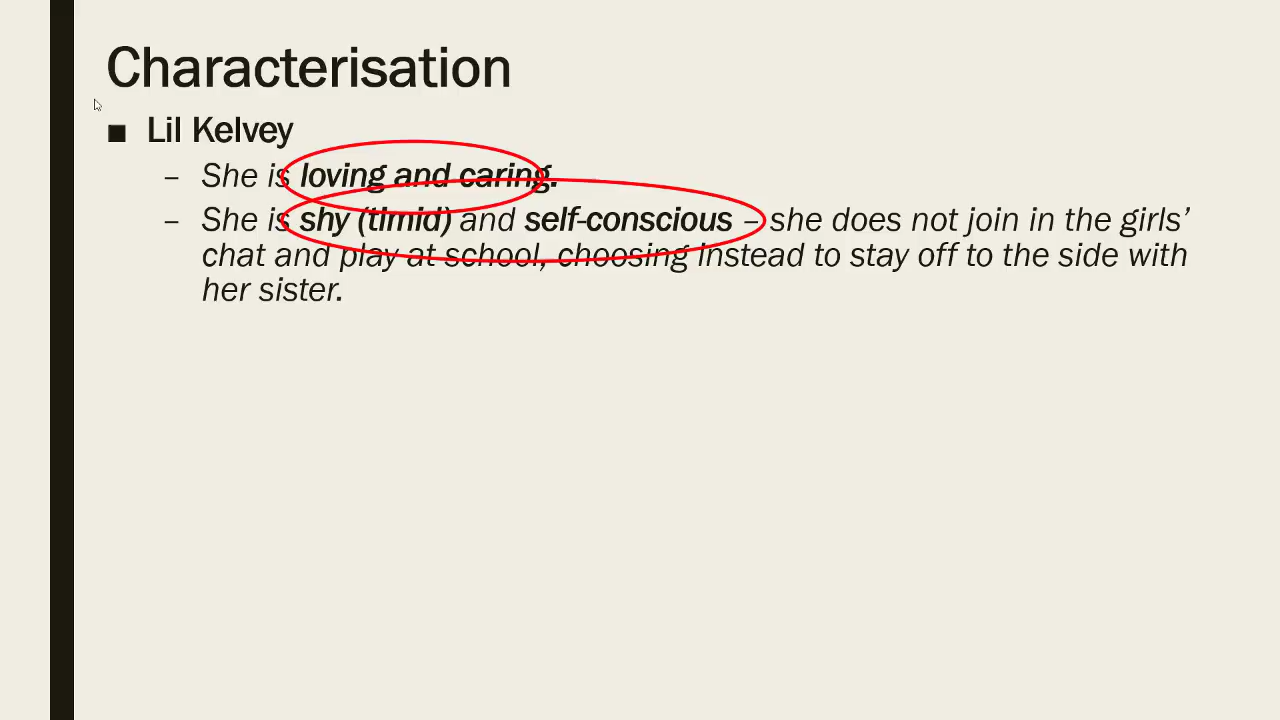 Characterisation
■ Lil Kelvey
– She is loving and caring.
– She is shy (timid) and self-conscious – she does not join in the girls’
chat and play at school, choosing instead to stay off to the side with
her sister.